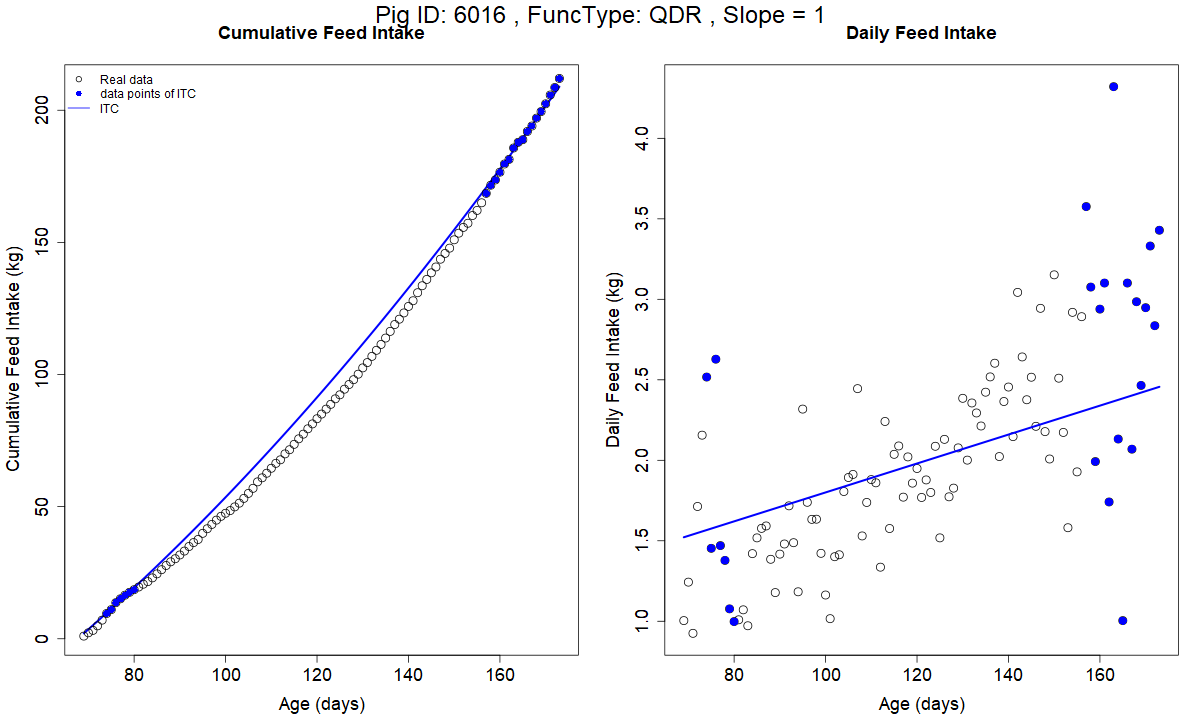 Pig ID: 6016 , FuncType: QDR , Slope = 1
Cumulative Feed Intake
Real data
data points of ITC
ITC
200
150
100
50
0
Cumulative Feed Intake (kg)
80 100 120 140 160
Age (days)
Daily Feed Intake
4.0
3.5
3.0
2.5
2.0
1.5
1.0
Daily Feed Intake (kg)
80 100 120 140 160
Age (days)